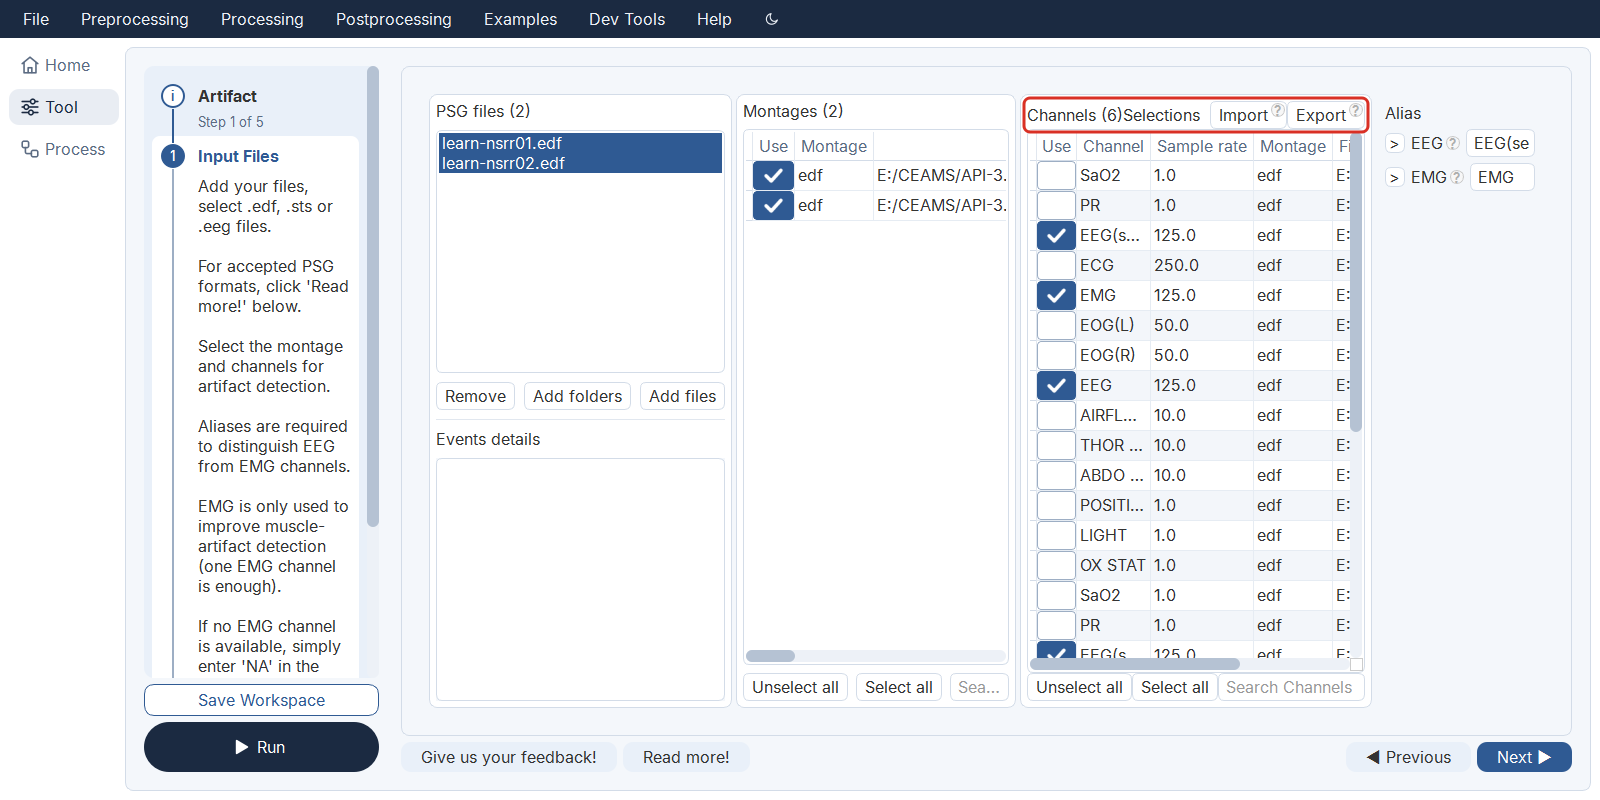 File Preprocessing Processing Postprocessing Examples Dev Tools Help
Home
Tool
Process
i Artifact
Step 1 of 5
1 Input Files
Add your files,
select .edf, .sts or
.eeg files.
For accepted PSG
formats, click 'Read
more!' below.
Select the montage
and channels for
artifact detection.
Aliases are required
to distinguish EEG
from EMG channels.
EMG is only used to
improve muscle-
artifact detection
(one EMG channel
is enough).
If no EMG channel
is available, simply
enter 'NA' in the
Save Workspace
Run
PSG files (2)
learn-nsrr01.edf
learn-nsrr02.edf
Remove Add folders Add files
Events details
Montages (2)
Use Montage
edf E:/CEAMS/API-3.
edf E:/CEAMS/API-3.
Unselect all Select all Sea...
Channels (6)Selections Import ? Export ?
Use Channel Sample rate Montage Fi
SaO2 1.0 edf E:
PR 1.0 edf E:
EEG(s... 125.0 edf E:
ECG 250.0 edf E:
EMG 125.0 edf E:
EOG(L) 50.0 edf E:
EOG(R) 50.0 edf E:
EEG 125.0 edf E:
AIRFL... 10.0 edf E:
THOR ... 10.0 edf E:
ABDO ... 10.0 edf E:
POSITI... 1.0 edf E:
LIGHT 1.0 edf E:
OX STAT 1.0 edf E:
SaO2 1.0 edf E:
PR 1.0 edf E:
EEG(s 125.0 edf E:
Unselect all Select all Search Channels
Alias
> EEG ? EEG(se
> EMG ? EMG
Give us your feedback! Read more!
Previous Next